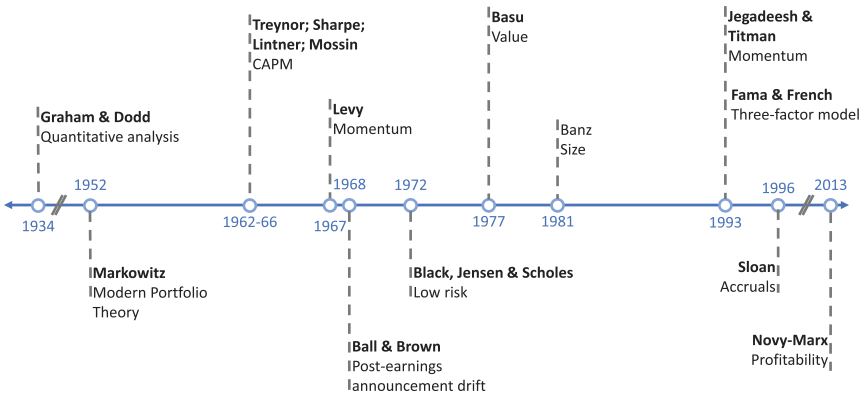 Treynor; Sharpe;
Lintner; Mossin
CAPM
Basu
Value
Jegadeesh &
Titman
Momentum
Fama & French
Three-factor model
Graham & Dodd
Quantitative analysis
Levy
Momentum
Banz
Size
1952
1968
1972
1996
2013
1934
1962-66
1967
1977
1981
1993
Markowitz
Modern Portfolio
Theory
Black, Jensen & Scholes
Low risk
Sloan
Accruals
Ball & Brown
Post-earnings
announcement drift
Novy-Marx
Profitability